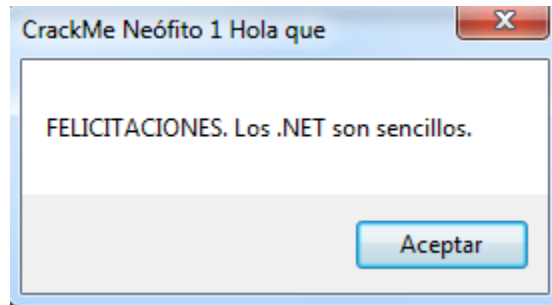 CrackMe Neófito 1 Hola que
FELICITACIONES. Los .NET son sencillos.
Aceptar